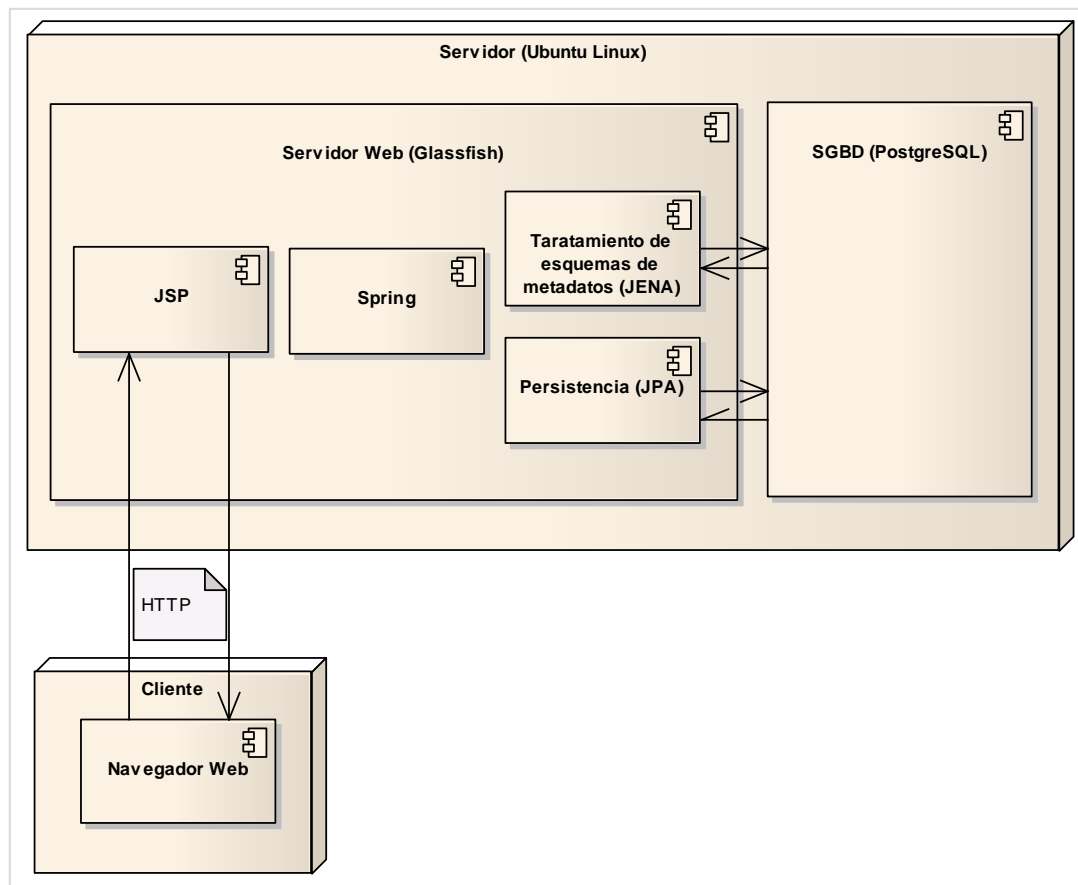 Servidor (Ubuntu Linux)
Servidor Web (Glassfish)
SGBD (PostgreSQL)
Taratamiento de
esquemas de
metadatos (JENA)
JSP
Spring
Persistencia (JPA)
HTTP
Cliente
Navegador Web